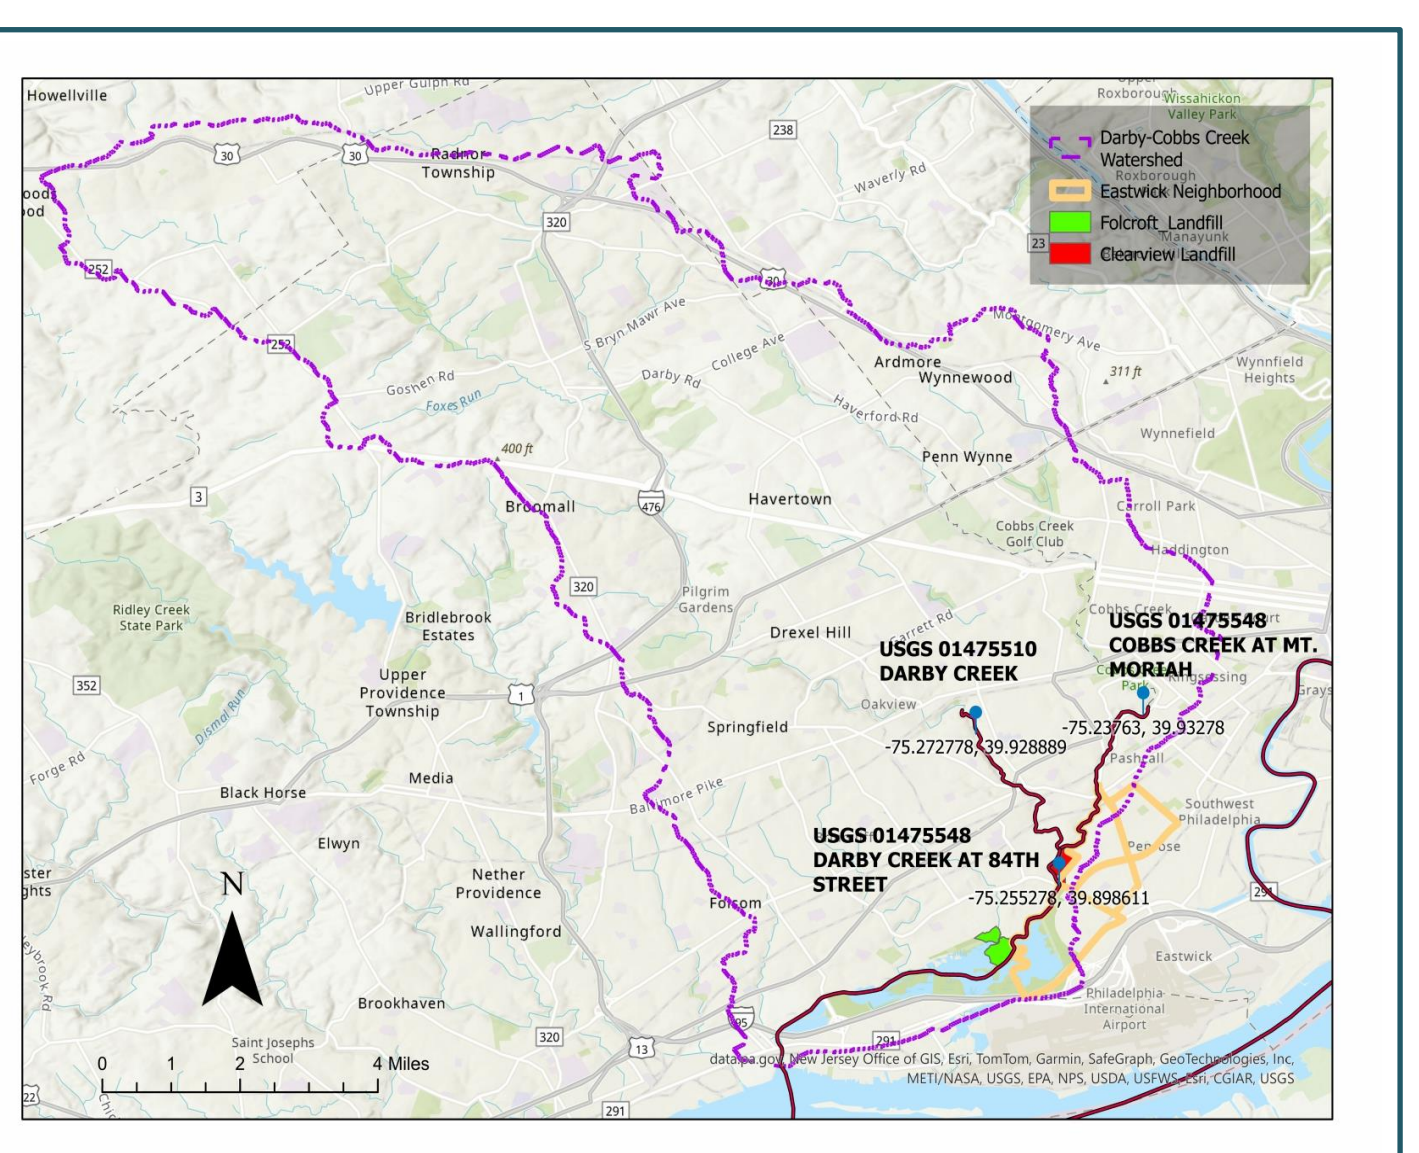 Howellville
Upper Gulph Rd
238
Roxborough
Wissahickon
Valley Park
Darby-Cobbs Creek
Watershed
Roxborough
Eastwick Neighborhood
Folcroft_Landfill
Manayunk
Clearview Landfill
23
30
30
Radnor
Township
Waverly Rd
320
252
30
252
S Bryn Mawr Ave
College Ave
Montgomery Ave
Ardmore
Wynnewood
Wynnfield
Heights
311 ft
Goshen Rd
Foxes Run
Darby Rd
Haverford Rd
Wynnefield
400 ft
Penn Wynne
3
Broomall
476
Havertown
Carroll Park
Cobbs Creek
Golf Club
Haddington
320
Pilgrim
Gardens
Ridley Creek
State Park
Bridlebrook
Estates
Drexel Hill
Garrett Rd
Cobbs Creek
USGS 01475548
COBBS CREEK AT MT.
MORIAH
USGS 01475510
DARBY CREEK
Park
Kingsessing
Grays
352
Upper
Providence
Township
1
Dismal Run
Oakview
Springfield
-75.23763, 39.93278
-75.272778, 39.928889
Paschall
Forge Rd
Media
Black Horse
Baltimore Pike
Southwest
Philadelphia
USGS 01475548
DARBY CREEK AT 84TH
STREET
Elwyn
Penrose
N
Nether
Providence
Folsom
-75.255278, 39.898611
291
Wallingford
Eastwick
Brookhaven
Philadelphia
International
Airport
95
291
Saint Josephs
School
320
13
data.pa.gov, New Jersey Office of GIS, Esri, TomTom, Garmin, SafeGraph, GeoTechnologies, Inc,
METI/NASA, USGS, EPA, NPS, USDA, USFWS, Esri, CGIAR, USGS
0 1 2 4 Miles
22
291